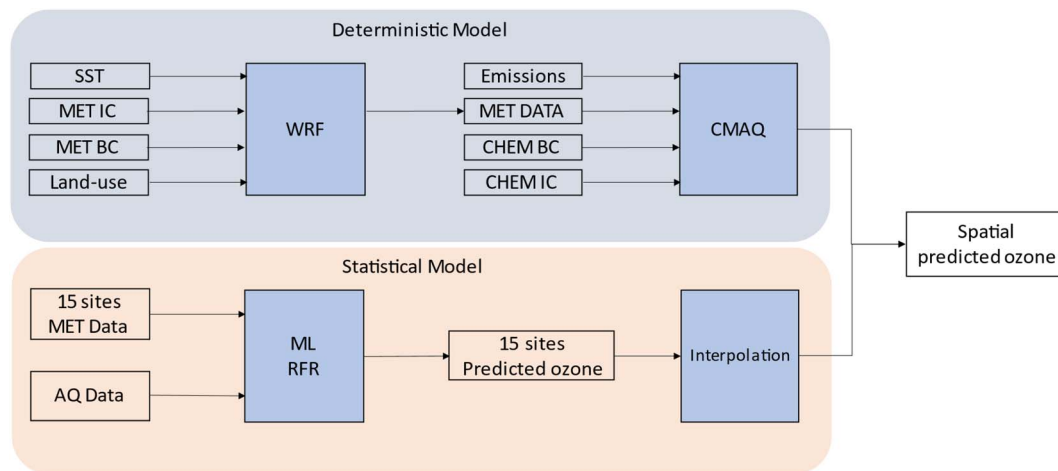 Deterministic Model
SST
MET IC
MET BC
Land-use
WRF
Emissions
MET DATA
CHEM BC
CHEM IC
CMAQ
Statistical Model
15 sites
MET Data
AQ Data
ML
RFR
15 sites
Predicted ozone
Interpolation
Spatial
predicted ozone